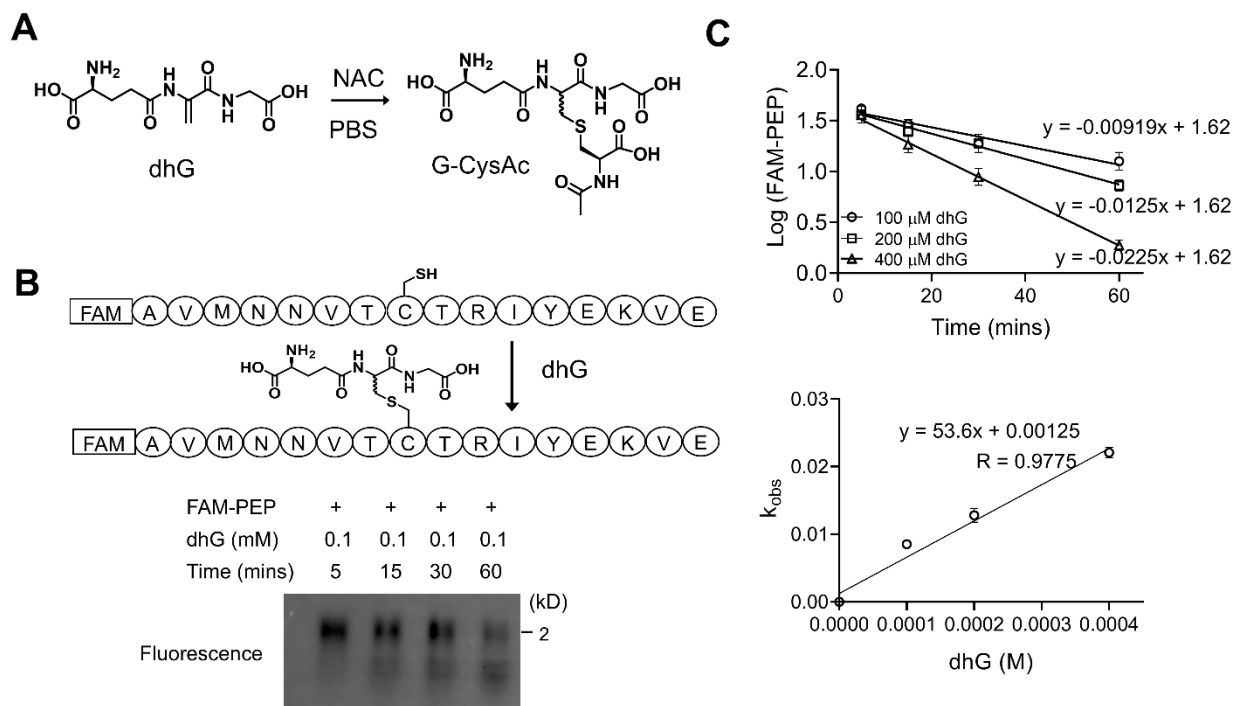 A
NH₂
HO
O
O
H
N
O
N
H
O
OH
dhG
NAC
PBS
NH₂
HO
O
O
H
N
O
N
H
O
OH
S
O
OH
O
N
H
G-CysAc
B
SH
FAM A V M N N V T C T R I Y E K V E
NH₂
HO
O
O
H
N
O
N
H
O
OH
S
dhG
FAM A V M N N V T C T R I Y E K V E
FAM-PEP + + + +
dhG (mM) 0.1 0.1 0.1 0.1
Time (mins) 5 15 30 60
(kD)
2
Fluorescence
C
2.0
1.5
1.0
0.5
0.0
Log (FAM-PEP)
y = -0.00919x + 1.62
y = -0.0125x + 1.62
y = -0.0225x + 1.62
100 μM dhG
200 μM dhG
400 μM dhG
0 20 40 60
Time (mins)
0.03
0.02
0.01
0.00
k_obs
y = 53.6x + 0.00125
R = 0.9775
0.0000 0.0001 0.0002 0.0003 0.0004
dhG (M)